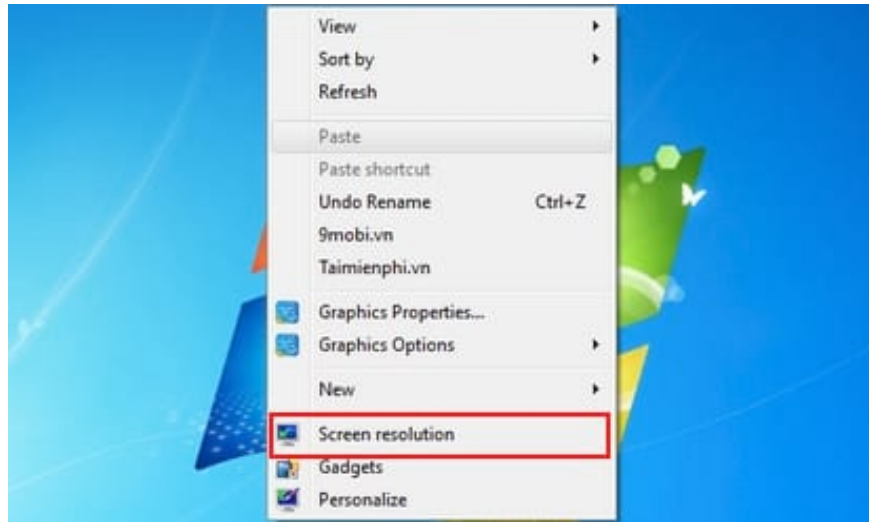 View
Sort by
Refresh
Paste
Paste shortcut
Undo Rename Ctrl+Z
9mobi.vn
Taimienphi.vn
Graphics Properties...
Graphics Options
New
Screen resolution
Gadgets
Personalize